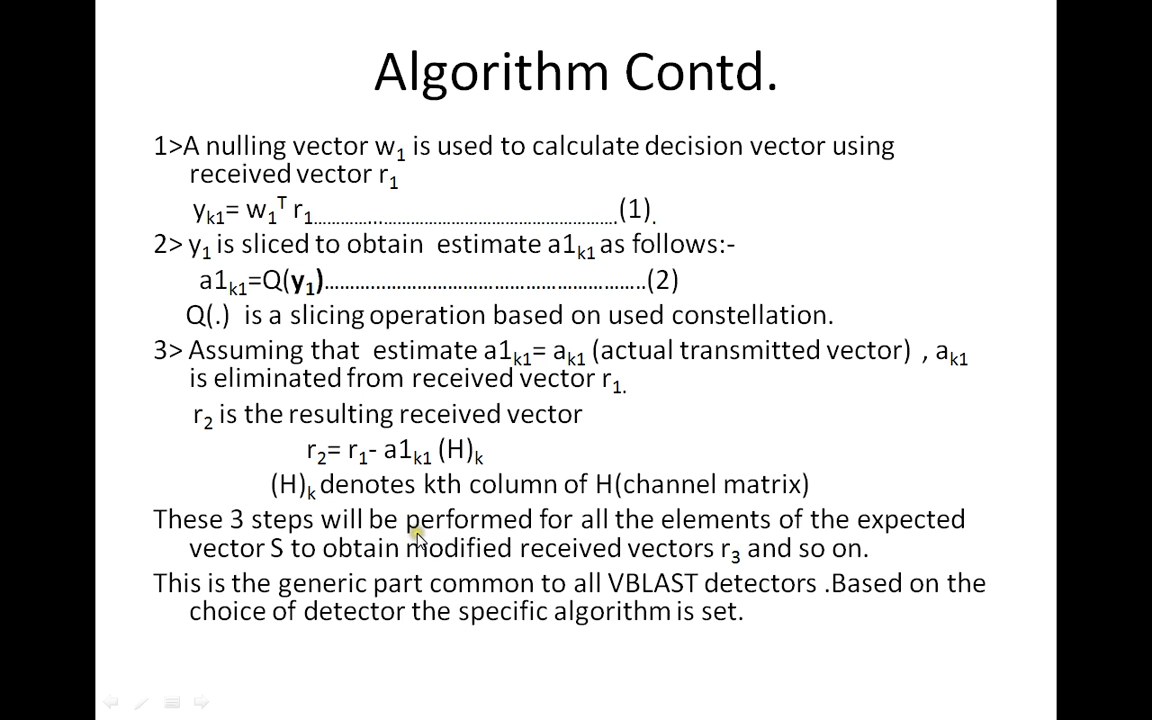 Algorithm Contd.
1>A nulling vector w1 is used to calculate decision vector using
received vector r1
yk1= w1T r1...........................................................(1).
2> y1 is sliced to obtain estimate a1k1 as follows:-
a1k1=Q(y1)...............................................................(2)
Q(.) is a slicing operation based on used constellation.
3> Assuming that estimate a1k1= ak1 (actual transmitted vector) , ak1
is eliminated from received vector r1.
r2 is the resulting received vector
r2= r1- a1k1 (H)k
(H)k denotes kth column of H(channel matrix)
These 3 steps will be performed for all the elements of the expected
vector S to obtain modified received vectors r3 and so on.
This is the generic part common to all VBLAST detectors .Based on the
choice of detector the specific algorithm is set.